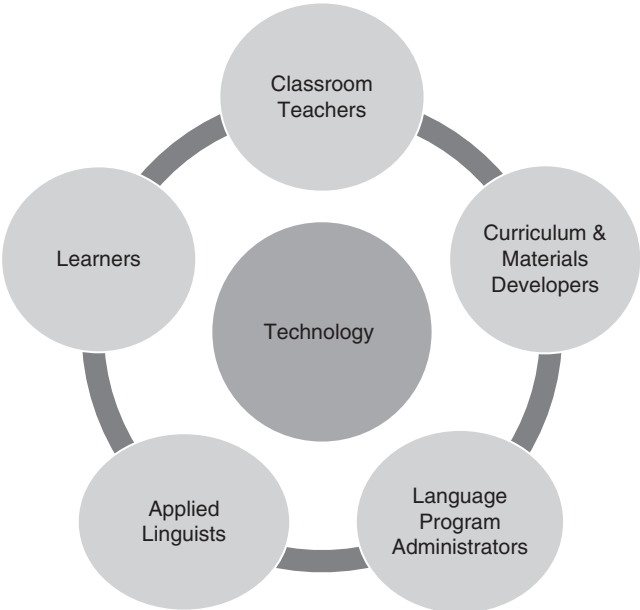 Classroom
Teachers
Curriculum &
Materials
Developers
Learners
Technology
Language
Program
Administrators
Applied
Linguists